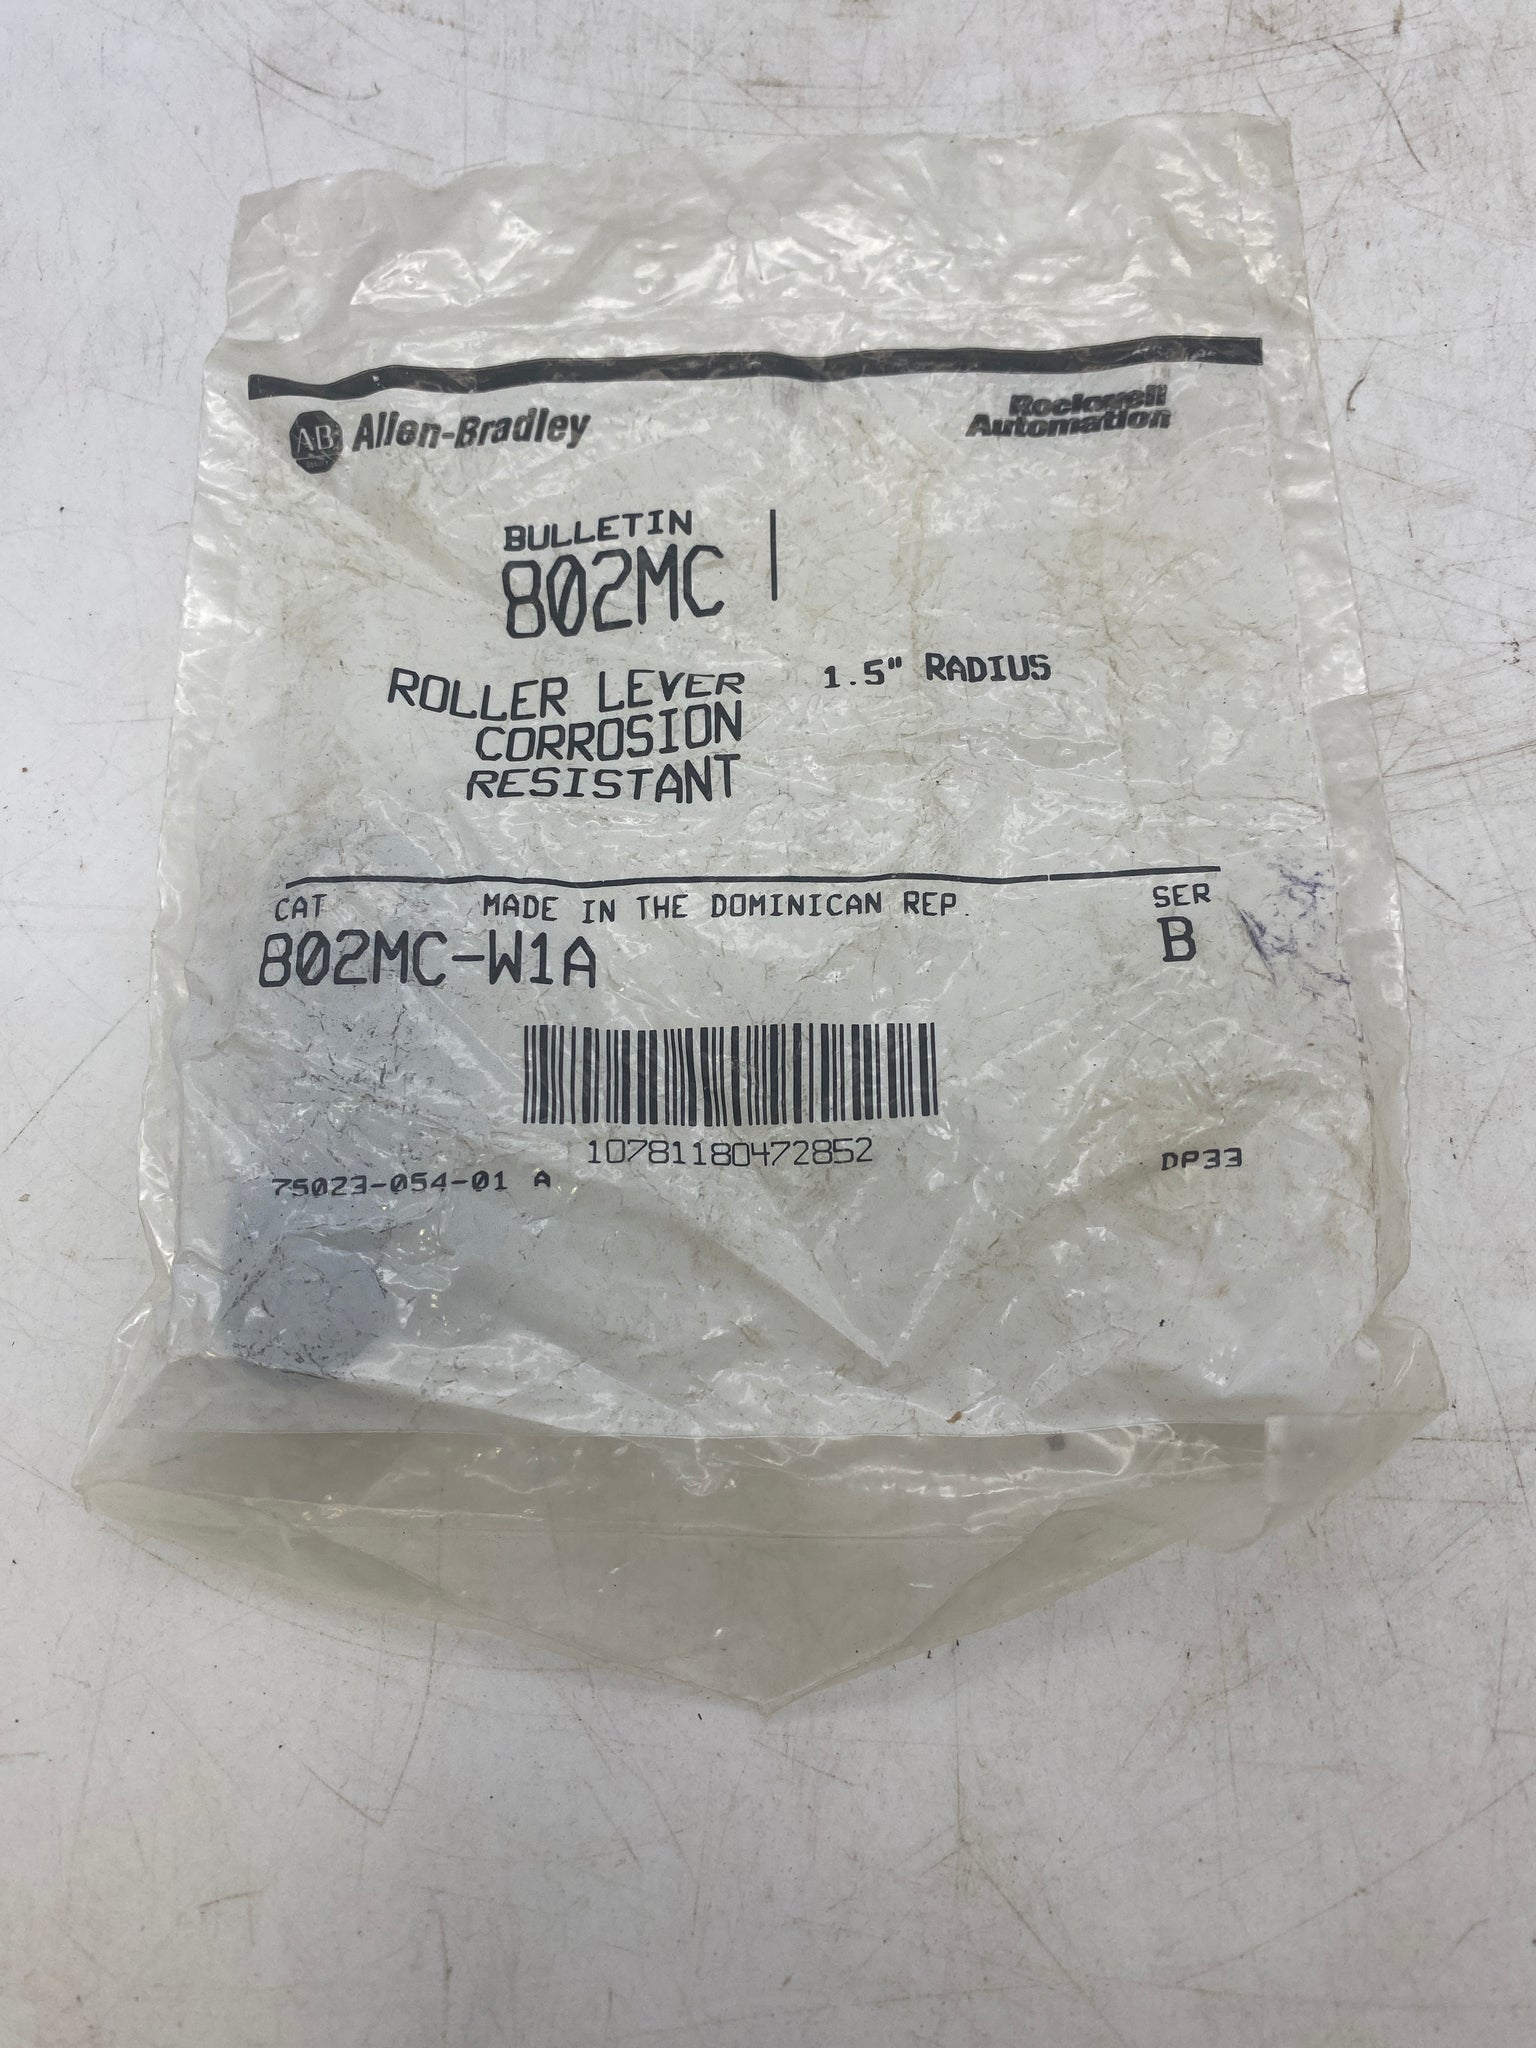 AB
QUALITY
Allen-Bradley
Rockwell
Automation
BULLETIN
802MC
ROLLER LEVER
CORROSION
RESISTANT
1.5" RADIUS
CAT
MADE IN THE DOMINICAN REP.
SER
802MC-W1A
B
10781180472852
75023-054-01 A
DP33